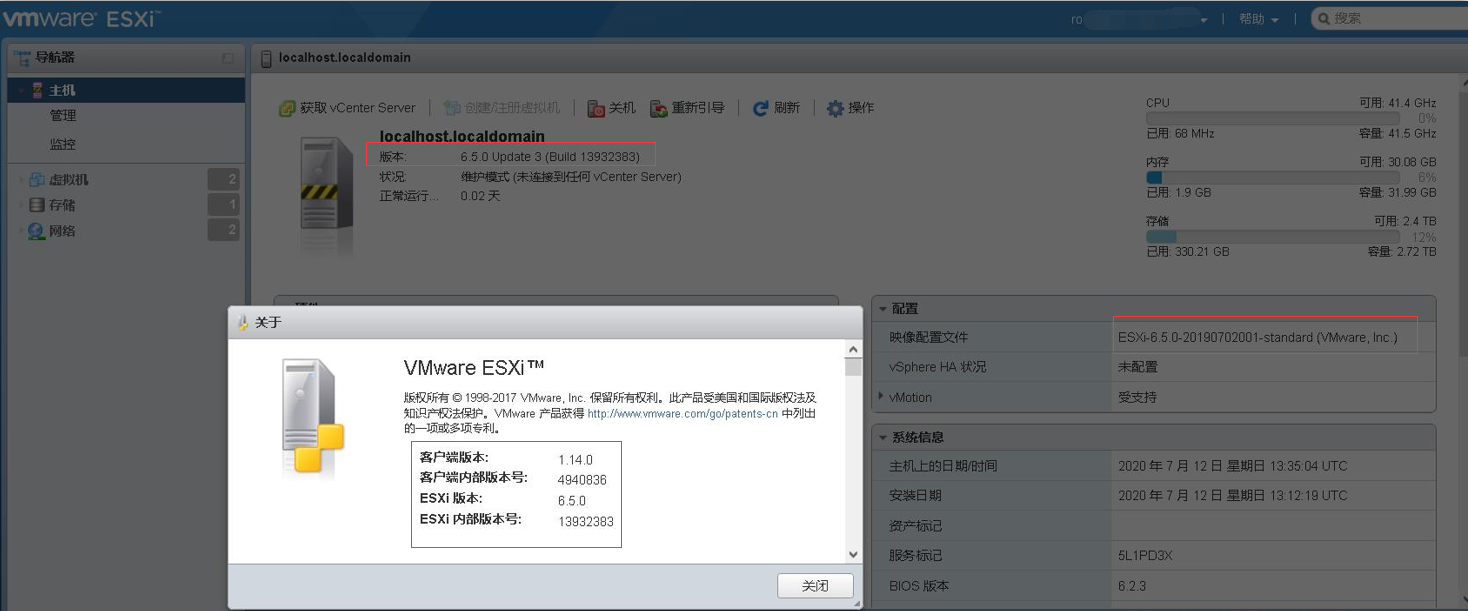 vmware ESXi™
ro
帮助
搜索
导航器
主机
管理
监控
虚拟机 2
存储 1
网络 2
localhost.localdomain
获取 vCenter Server 创建/注册虚拟机 关机 重新引导 刷新 操作
localhost.localdomain
版本: 6.5.0 Update 3 (Build 13932383)
状况: 维护模式 (未连接到任何 vCenter Server)
正常运行... 0.02 天
CPU 可用: 41.4 GHz
0%
已用: 68 MHz 容量: 41.5 GHz
内存 可用: 30.08 GB
6%
已用: 1.9 GB 容量: 31.99 GB
存储 可用: 2.4 TB
12%
已用: 330.21 GB 容量: 2.72 TB
配置
映像配置文件 ESXi-6.5.0-20190702001-standard (VMware, Inc.)
vSphere HA 状况 未配置
vMotion 受支持
系统信息
主机上的日期/时间 2020 年 7 月 12 日 星期日 13:35:04 UTC
安装日期 2020 年 7 月 12 日 星期日 13:12:19 UTC
资产标记
服务标记 5L1PD3X
BIOS 版本 6.2.3
关于
VMware ESXi™
版权所有 © 1998-2017 VMware, Inc. 保留所有权利。此产品受美国和国际版权法及
知识产权法保护。VMware 产品获得 http://www.vmware.com/go/patents-cn 中列出
的一项或多项专利。
客户端版本: 1.14.0
客户端内部版本号: 4940836
ESXi 版本: 6.5.0
ESXi 内部版本号: 13932383
关闭